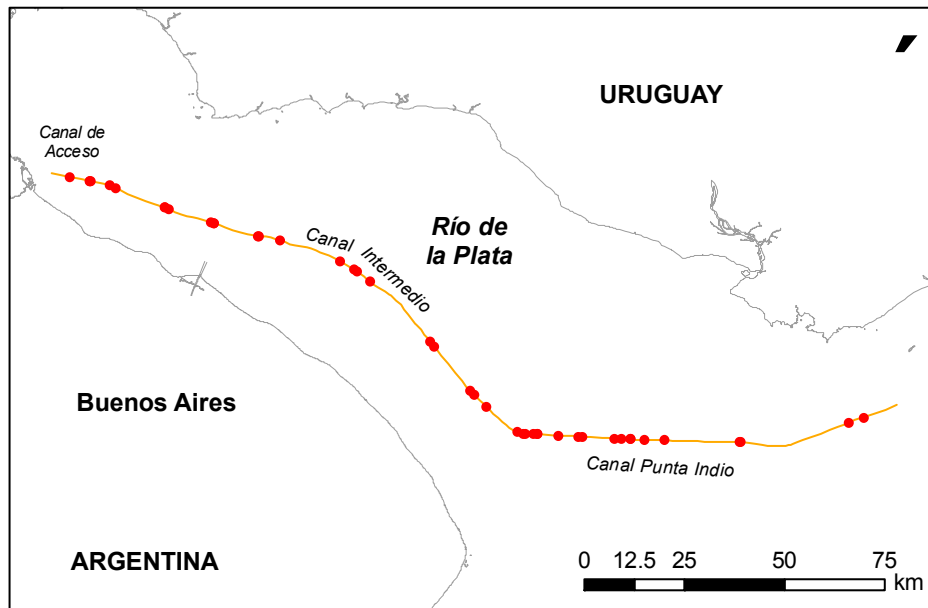 URUGUAY
Canal de
Acceso
Río de
la Plata
Canal Intermedio
Buenos Aires
Canal Punta Indio
ARGENTINA
0 12.5 25 50 75
km